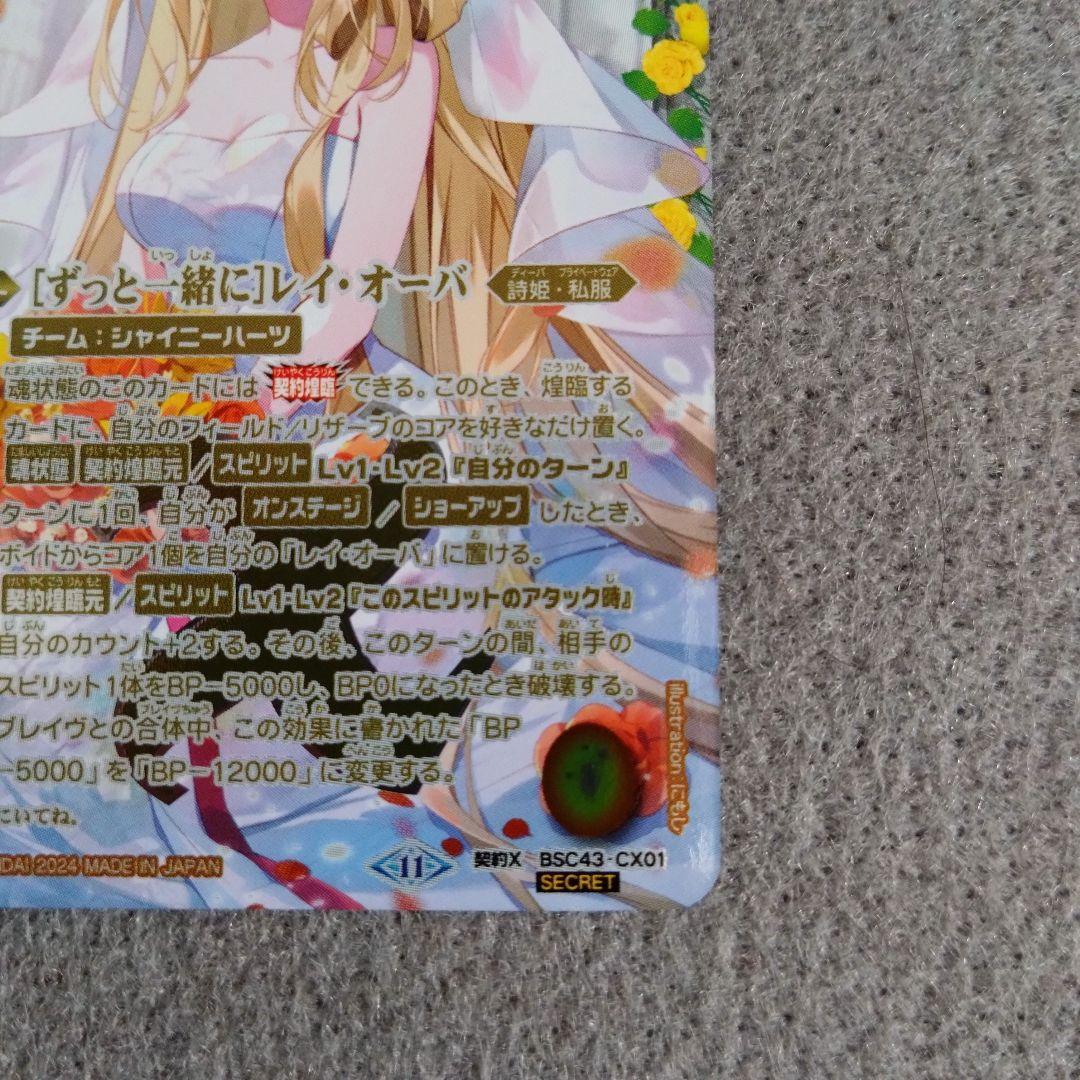 [ずっと一緒に]レイ・オーバ 詩姫・私服
チーム：シャイニーハーツ
魂状態のこのカードには 契約煌臨 できる。このとき、煌臨する
カードに、自分のフィールド/リザーブのコアを好きなだけ置く。
魂状態 契約煌臨元 / スピリット Lv1・Lv2『自分のターン』
ターンに1回、自分が オンステージ / ショーアップ したとき、
ボイドからコア1個を自分の「レイ・オーバ」に置ける。
契約煌臨元 / スピリット Lv1・Lv2『このスピリットのアタック時』
自分のカウント+2する。その後、このターンの間、相手の
スピリット1体をBP－5000し、BP0になったとき破壊する。
ブレイヴとの合体中、この効果に書かれた「BP
－5000」を「BP－12000」に変更する。
にいてね。
illustration：にもし
NDAI 2024 MADE IN JAPAN
11
契約X BSC43-CX01
SECRET